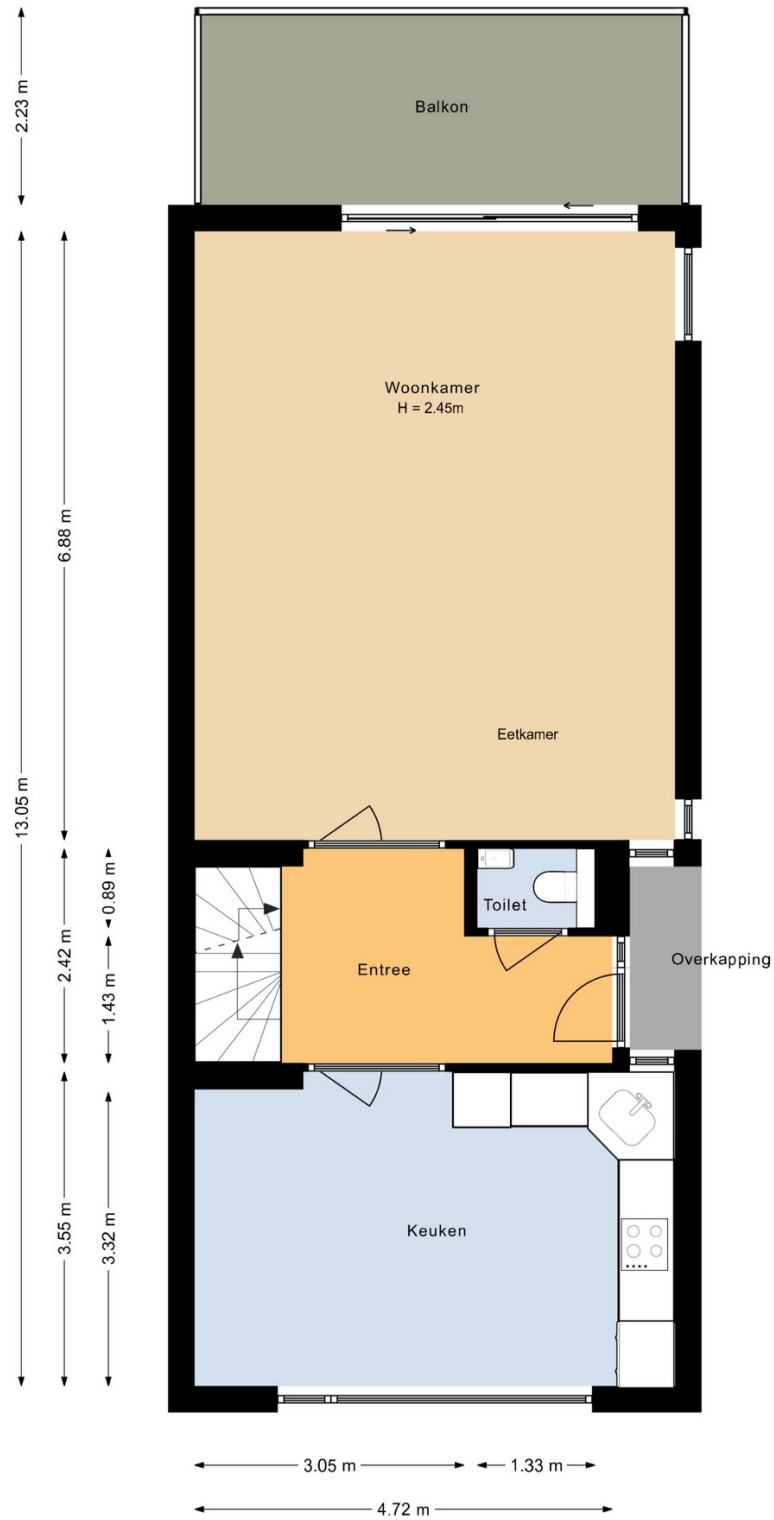 2.23 m
Balkon
Woonkamer
H = 2.45m
6.88 m
Eetkamer
13.05 m
0.89 m
Toilet
2.42 m
Entree
Overkapping
1.43 m
Keuken
3.55 m
3.32 m
3.05 m
1.33 m
4.72 m